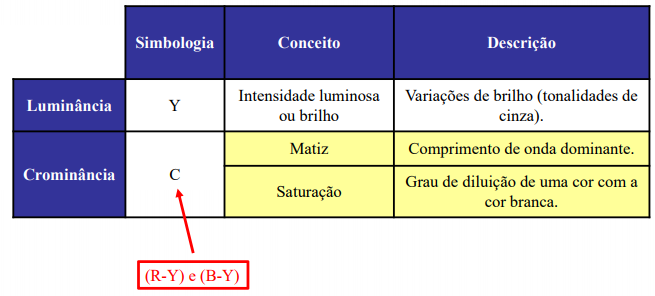 Simbologia Conceito Descrição
Luminância Y Intensidade luminosa
ou brilho Variações de brilho (tonalidades de
cinza).
Crominância C Matiz Comprimento de onda dominante.
Saturação Grau de diluição de uma cor com a
cor branca.
(R-Y) e (B-Y)